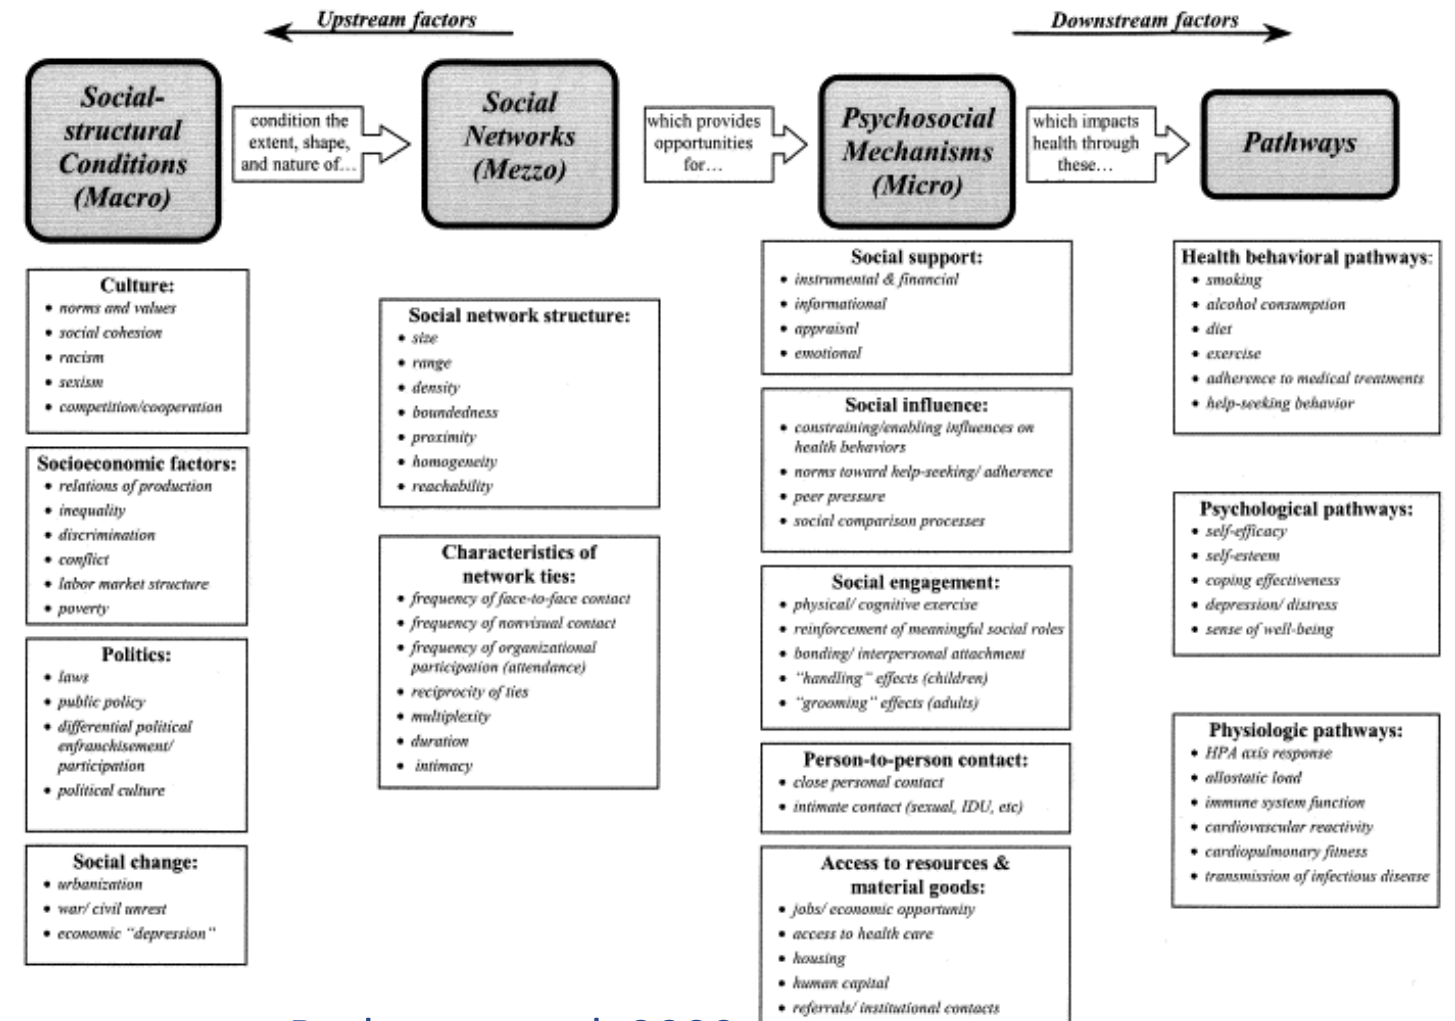 Upstream factors
Downstream factors
Social-
structural
Conditions
(Macro)
condition the
extent, shape,
and nature of...
Social
Networks
(Mezzo)
which provides
opportunities
for...
Psychosocial
Mechanisms
(Micro)
which impacts
health through
these...
Pathways
Culture:
• norms and values
• social cohesion
• racism
• sexism
• competition/cooperation
Socioeconomic factors:
• relations of production
• inequality
• discrimination
• conflict
• labor market structure
• poverty
Politics:
• laws
• public policy
• differential political
enfranchisement/
participation
• political culture
Social change:
• urbanization
• war/ civil unrest
• economic "depression"
Social network structure:
• size
• range
• density
• boundedness
• proximity
• homogeneity
• reachability
Characteristics of
network ties:
• frequency of face-to-face contact
• frequency of nonvisual contact
• frequency of organizational
participation (attendance)
• reciprocity of ties
• multiplexity
• duration
• intimacy
Social support:
• instrumental & financial
• informational
• appraisal
• emotional
Social influence:
• constraining/enabling influences on
health behaviors
• norms toward help-seeking/ adherence
• peer pressure
• social comparison processes
Social engagement:
• physical/ cognitive exercise
• reinforcement of meaningful social roles
• bonding/ interpersonal attachment
• "handling" effects (children)
• "grooming" effects (adults)
Person-to-person contact:
• close personal contact
• intimate contact (sexual, IDU, etc)
Access to resources &
material goods:
• jobs/ economic opportunity
• access to health care
• housing
• human capital
• referrals/ institutional contacts
Health behavioral pathways:
• smoking
• alcohol consumption
• diet
• exercise
• adherence to medical treatments
• help-seeking behavior
Psychological pathways:
• self-efficacy
• self-esteem
• coping effectiveness
• depression/ distress
• sense of well-being
Physiologic pathways:
• HPA axis response
• allostatic load
• immune system function
• cardiovascular reactivity
• cardiopulmonary fitness
• transmission of infectious disease